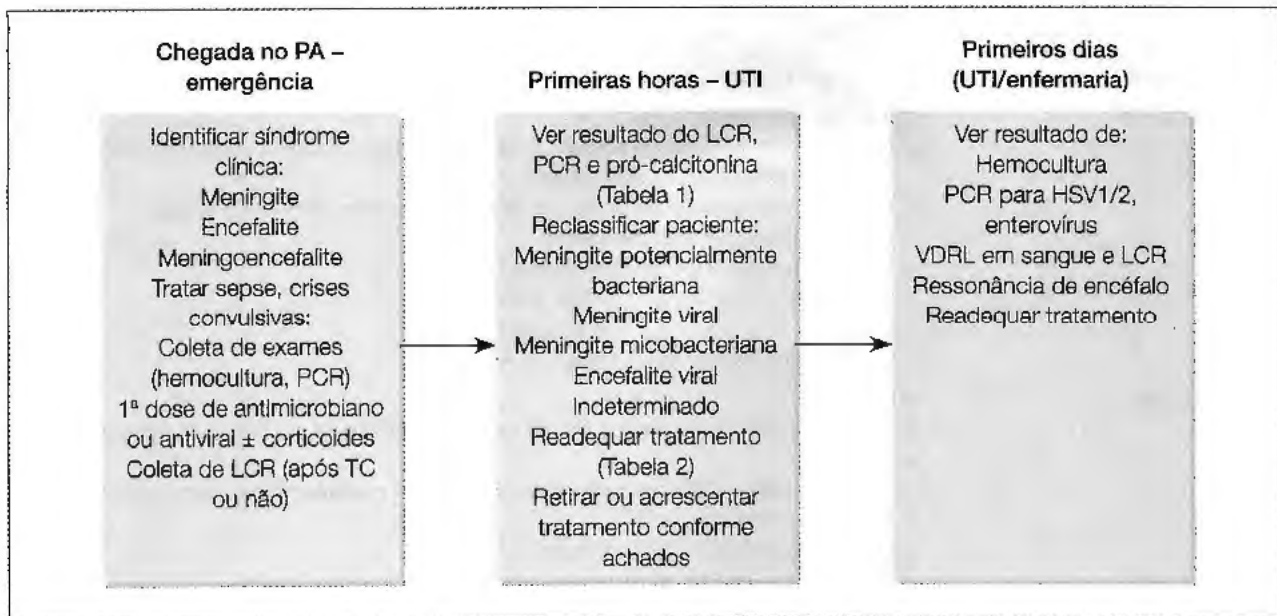 Chegada no PA –
emergência
Identificar síndrome
clínica:
Meningite
Encefalite
Meningoencefalite
Tratar sepse, crises
convulsivas:
Coleta de exames
(hemocultura, PCR)
1ª dose de antimicrobiano
ou antiviral ± corticoides
Coleta de LCR (após TC
ou não)
Primeiras horas – UTI
Ver resultado do LCR,
PCR e pró-calcitonina
(Tabela 1)
Reclassificar paciente:
Meningite potencialmente
bacteriana
Meningite viral
Meningite micobacteriana
Encefalite viral
Indeterminado
Readequar tratamento
(Tabela 2)
Retirar ou acrescentar
tratamento conforme
achados
Primeiros dias
(UTI/enfermaria)
Ver resultado de:
Hemocultura
PCR para HSV1/2,
enterovírus
VDRL em sangue e LCR
Ressonância de encéfalo
Readequar tratamento